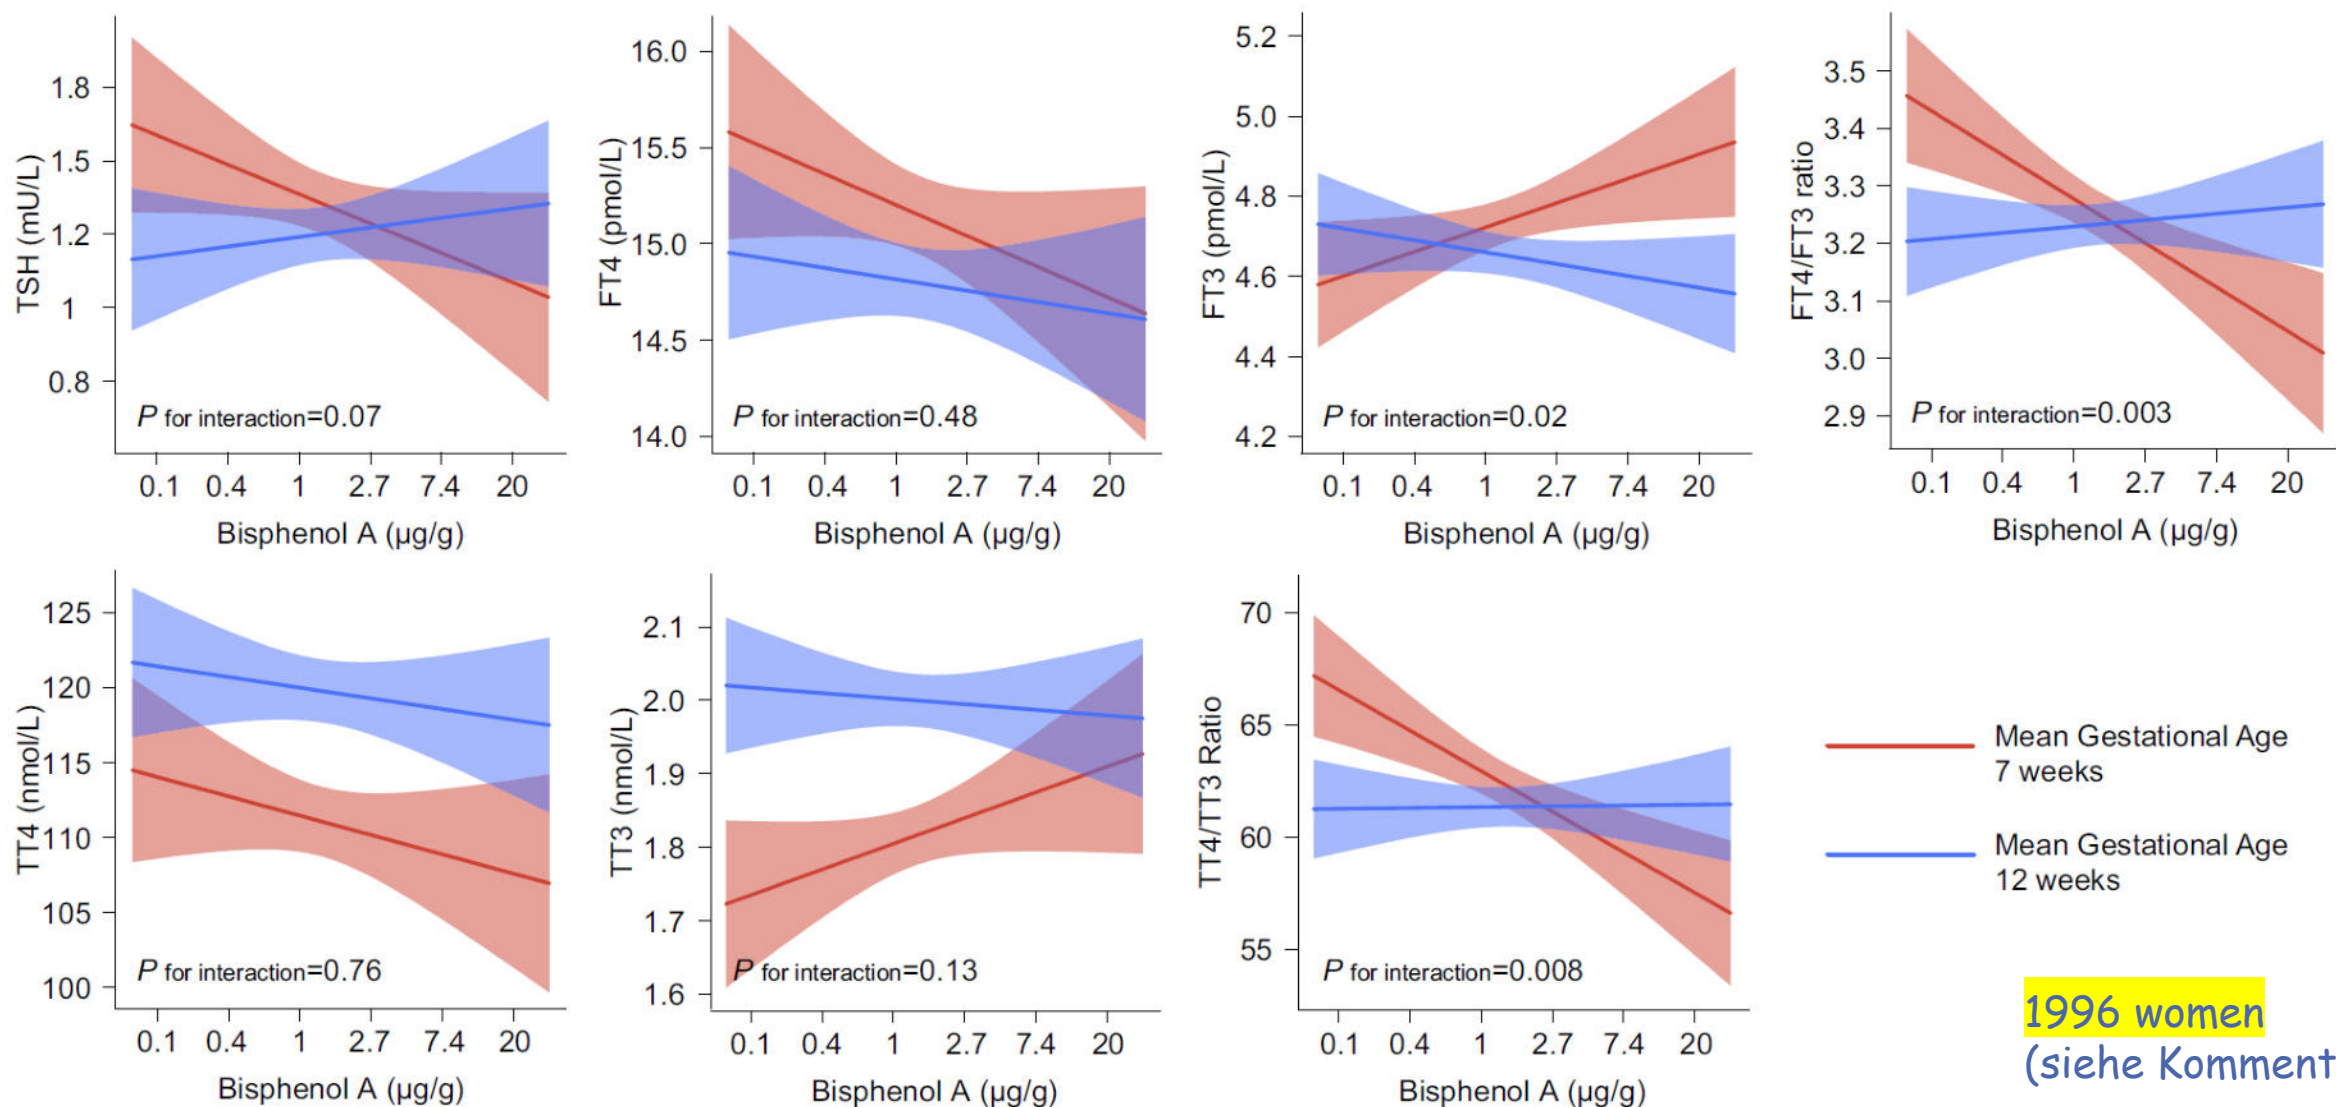 TSH (mU/L)
1.8
1.5
1.2
1
0.8
P for interaction=0.07
0.1 0.4 1 2.7 7.4 20
Bisphenol A (µg/g)
FT4 (pmol/L)
16.0
15.5
15.0
14.5
14.0
P for interaction=0.48
0.1 0.4 1 2.7 7.4 20
Bisphenol A (µg/g)
FT3 (pmol/L)
5.2
5.0
4.8
4.6
4.4
4.2
P for interaction=0.02
0.1 0.4 1 2.7 7.4 20
Bisphenol A (µg/g)
FT4/FT3 ratio
3.5
3.4
3.3
3.2
3.1
3.0
2.9
P for interaction=0.003
0.1 0.4 1 2.7 7.4 20
Bisphenol A (µg/g)
TT4 (nmol/L)
125
120
115
110
105
100
P for interaction=0.76
0.1 0.4 1 2.7 7.4 20
Bisphenol A (µg/g)
TT3 (nmol/L)
2.1
2.0
1.9
1.8
1.7
1.6
P for interaction=0.13
0.1 0.4 1 2.7 7.4 20
Bisphenol A (µg/g)
TT4/TT3 Ratio
70
65
60
55
P for interaction=0.008
0.1 0.4 1 2.7 7.4 20
Bisphenol A (µg/g)
Mean Gestational Age
7 weeks
Mean Gestational Age
12 weeks
1996 women
(siehe Komment